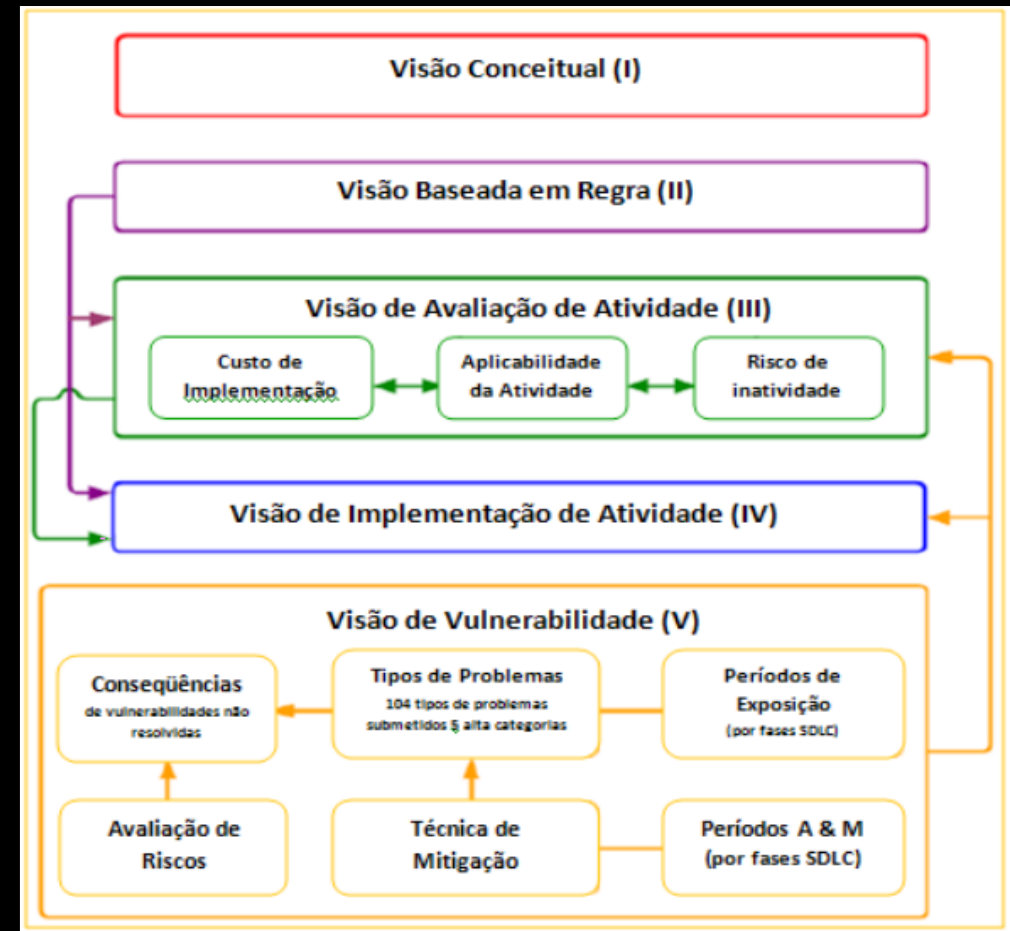 Visão Conceitual (I)
Visão Baseada em Regra (II)
Visão de Avaliação de Atividade (III)
Custo de
Implementação
Aplicabilidade
da Atividade
Risco de
inatividade
Visão de Implementação de Atividade (IV)
Visão de Vulnerabilidade (V)
Conseqüências
de vulnerabilidades não
resolvidas
Tipos de Problemas
104 tipos de problemas
submetidos § alta categorias
Períodos de
Exposição
(por fases SDLC)
Avaliação de
Riscos
Técnica de
Mitigação
Períodos A & M
(por fases SDLC)